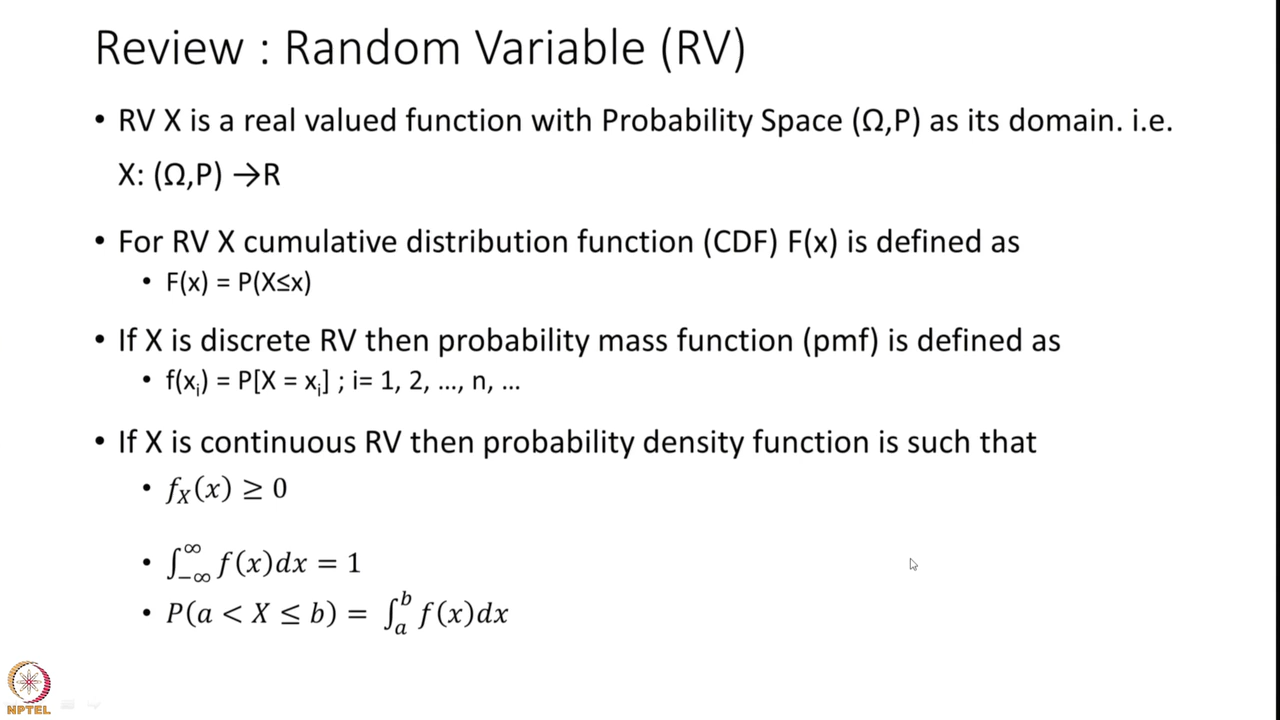 Review : Random Variable (RV)
• RV X is a real valued function with Probability Space (Ω,P) as its domain. i.e.
X: (Ω,P) →R
• For RV X cumulative distribution function (CDF) F(x) is defined as
• F(x) = P(X≤x)
• If X is discrete RV then probability mass function (pmf) is defined as
• f(xᵢ) = P[X = xᵢ] ; i= 1, 2, ..., n, ...
• If X is continuous RV then probability density function is such that
• f_X(x) ≥ 0
• ∫_{-∞}^{∞} f(x)dx = 1
• P(a < X ≤ b) = ∫_a^b f(x)dx
NPTEL